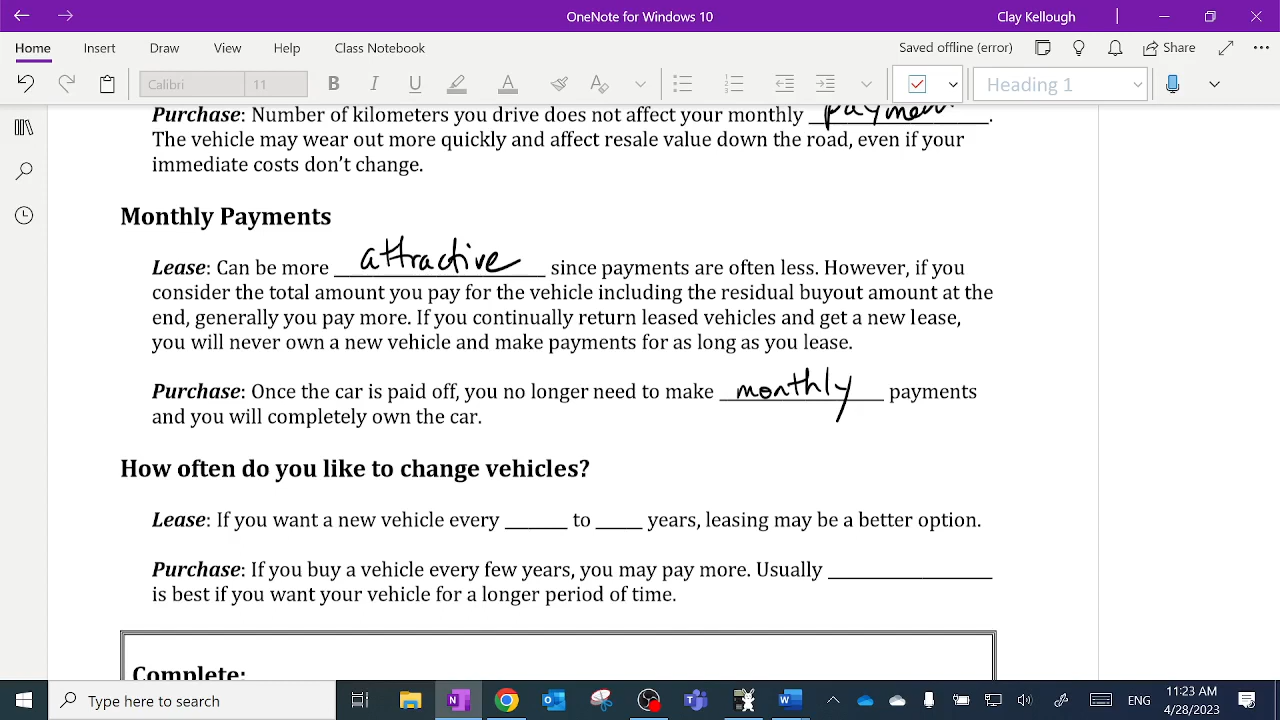 OneNote for Windows 10
Clay Kellough
Home Insert Draw View Help Class Notebook
Saved offline (error) Share
Calibri 11 B I U A Heading 1
Purchase: Number of kilometers you drive does not affect your monthly ____________.
The vehicle may wear out more quickly and affect resale value down the road, even if your
immediate costs don't change.
Monthly Payments
Lease: Can be more attractive since payments are often less. However, if you
consider the total amount you pay for the vehicle including the residual buyout amount at the
end, generally you pay more. If you continually return leased vehicles and get a new lease,
you will never own a new vehicle and make payments for as long as you lease.
Purchase: Once the car is paid off, you no longer need to make monthly payments
and you will completely own the car.
How often do you like to change vehicles?
Lease: If you want a new vehicle every ______ to _____ years, leasing may be a better option.
Purchase: If you buy a vehicle every few years, you may pay more. Usually ________________
is best if you want your vehicle for a longer period of time.
Complete:
Type here to search
ENG
11:23 AM
4/28/2023